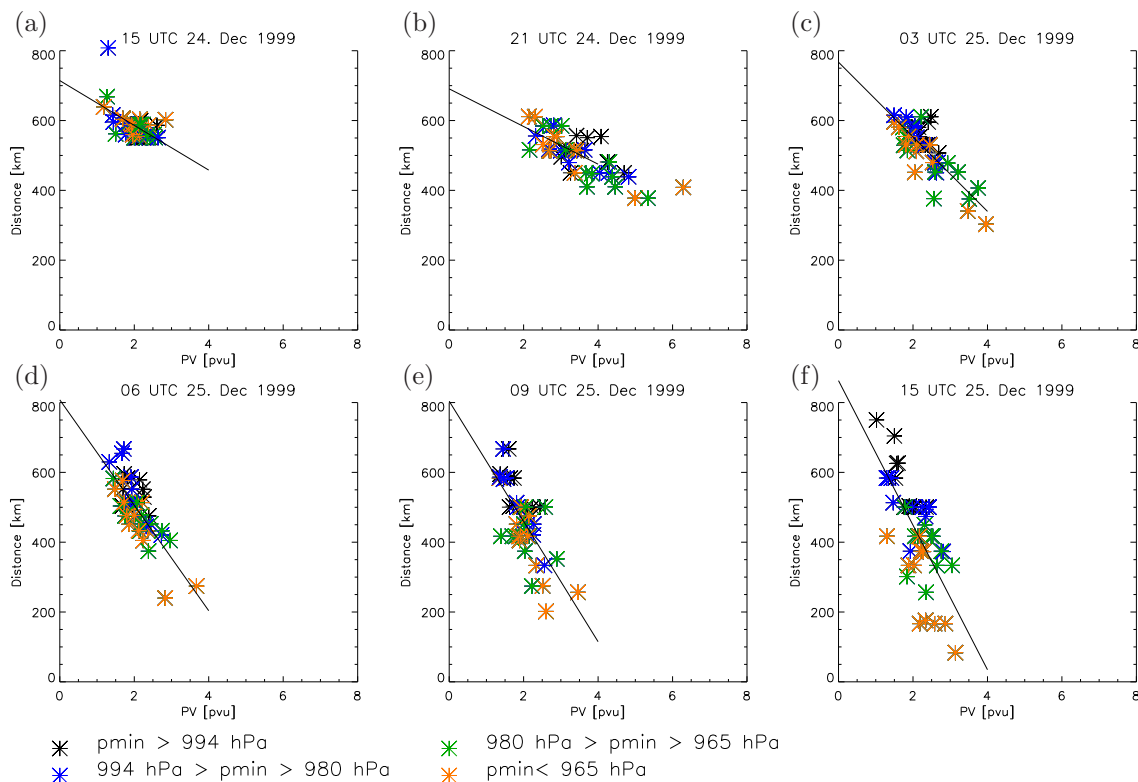 (a)
15 UTC 24. Dec 1999
800
600
400
200
0
Distance [km]
0 2 4 6 8
PV [pvu]
(b)
21 UTC 24. Dec 1999
800
600
400
200
0
Distance [km]
0 2 4 6 8
PV [pvu]
(c)
03 UTC 25. Dec 1999
800
600
400
200
0
Distance [km]
0 2 4 6 8
PV [pvu]
(d)
06 UTC 25. Dec 1999
800
600
400
200
0
Distance [km]
0 2 4 6 8
PV [pvu]
(e)
09 UTC 25. Dec 1999
800
600
400
200
0
Distance [km]
0 2 4 6 8
PV [pvu]
(f)
15 UTC 25. Dec 1999
800
600
400
200
0
Distance [km]
0 2 4 6 8
PV [pvu]
pmin > 994 hPa
994 hPa > pmin > 980 hPa
980 hPa > pmin > 965 hPa
pmin< 965 hPa